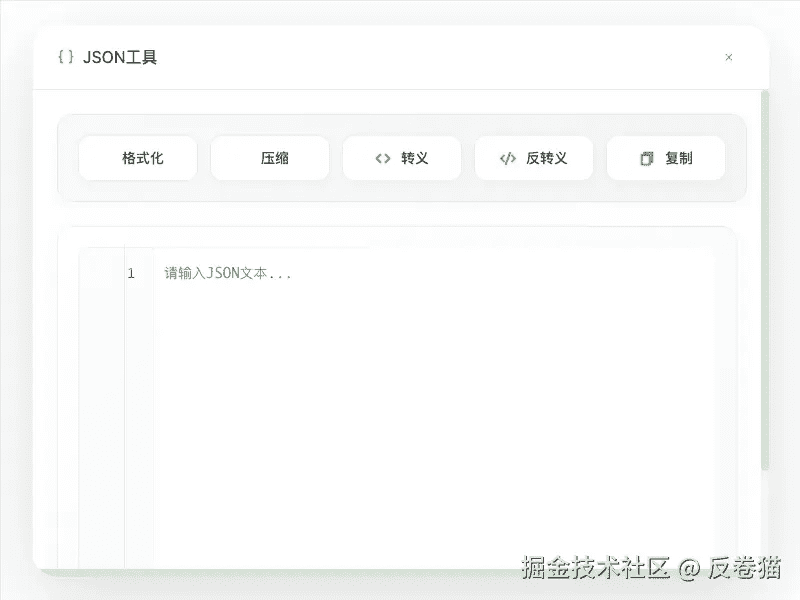 {} JSON工具 ×
格式化 压缩 <> 转义 </> 反转义 复制
1 请输入JSON文本...
掘金技术社区 @ 反卷猫